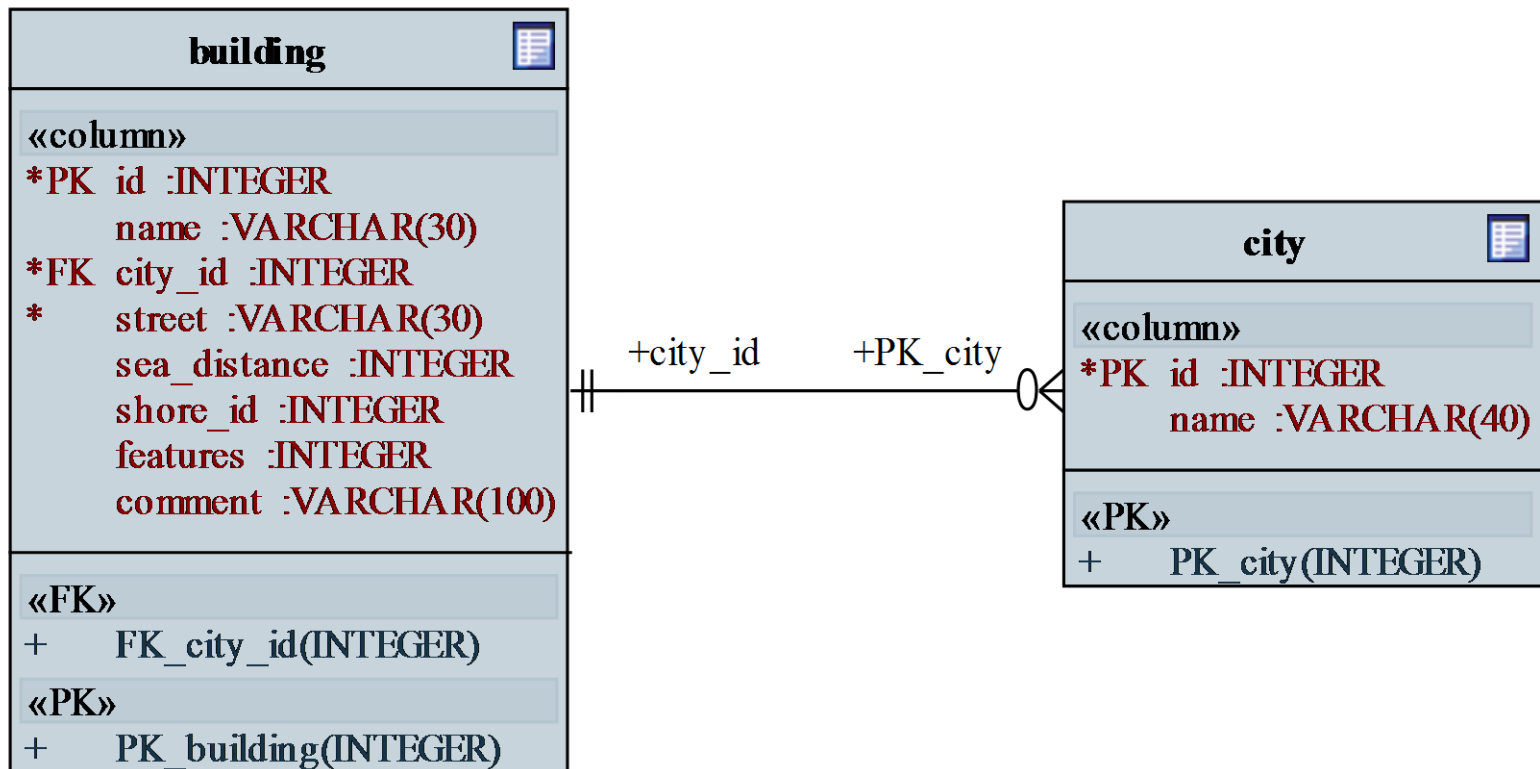 building
«column»
*PK id :INTEGER
name :VARCHAR(30)
*FK city_id :INTEGER
* street :VARCHAR(30)
sea_distance :INTEGER
shore_id :INTEGER
features :INTEGER
comment :VARCHAR(100)
«FK»
+ FK_city_id(INTEGER)
«PK»
+ PK_building(INTEGER)
+city_id +PK_city
city
«column»
*PK id :INTEGER
name :VARCHAR(40)
«PK»
+ PK_city(INTEGER)